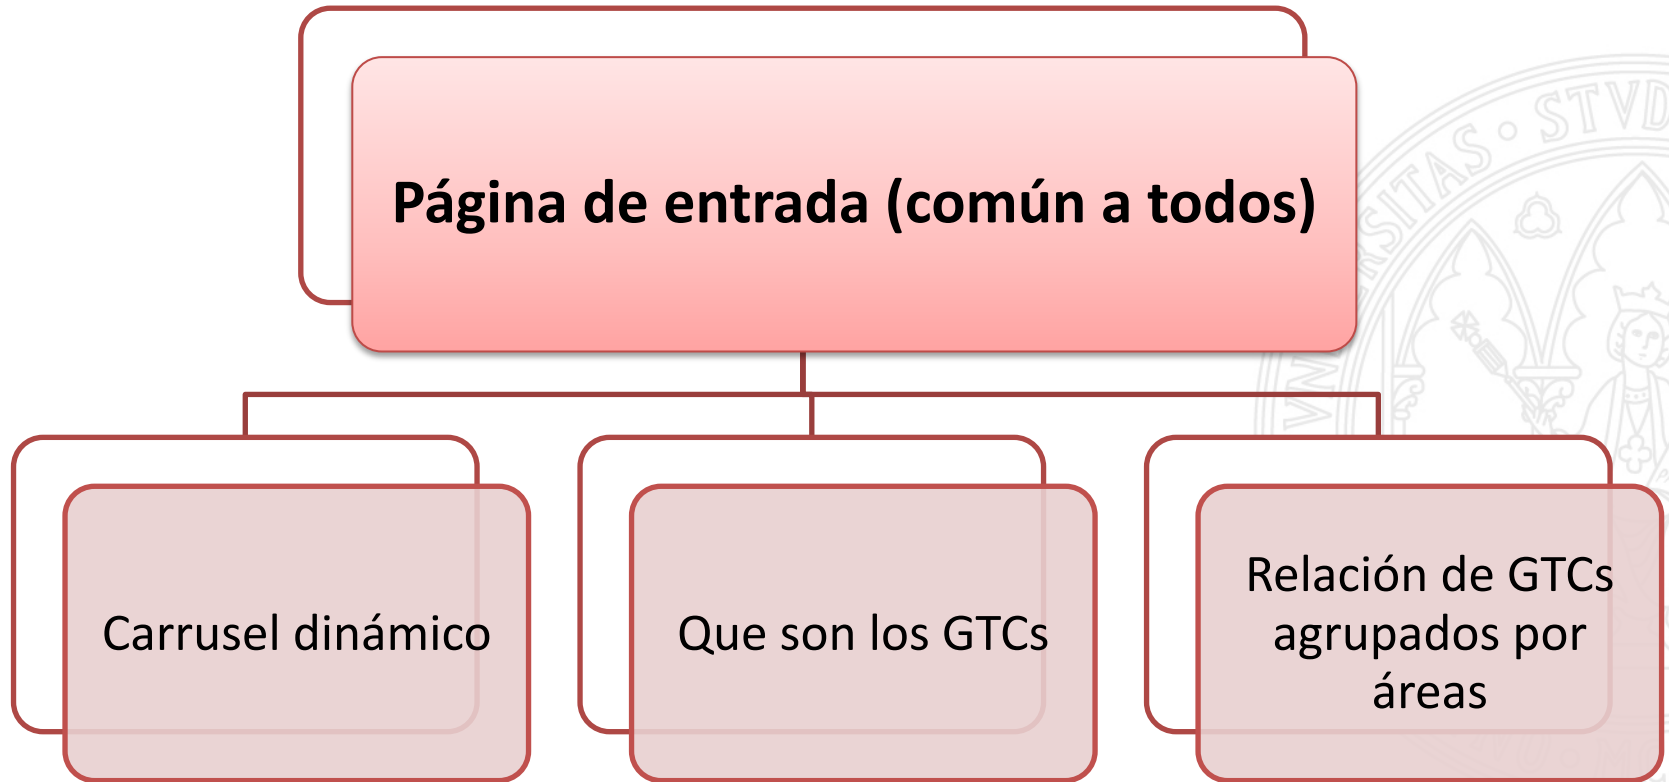 Página de entrada (común a todos)
Carrusel dinámico
Que son los GTCs
Relación de GTCs
agrupados por
áreas